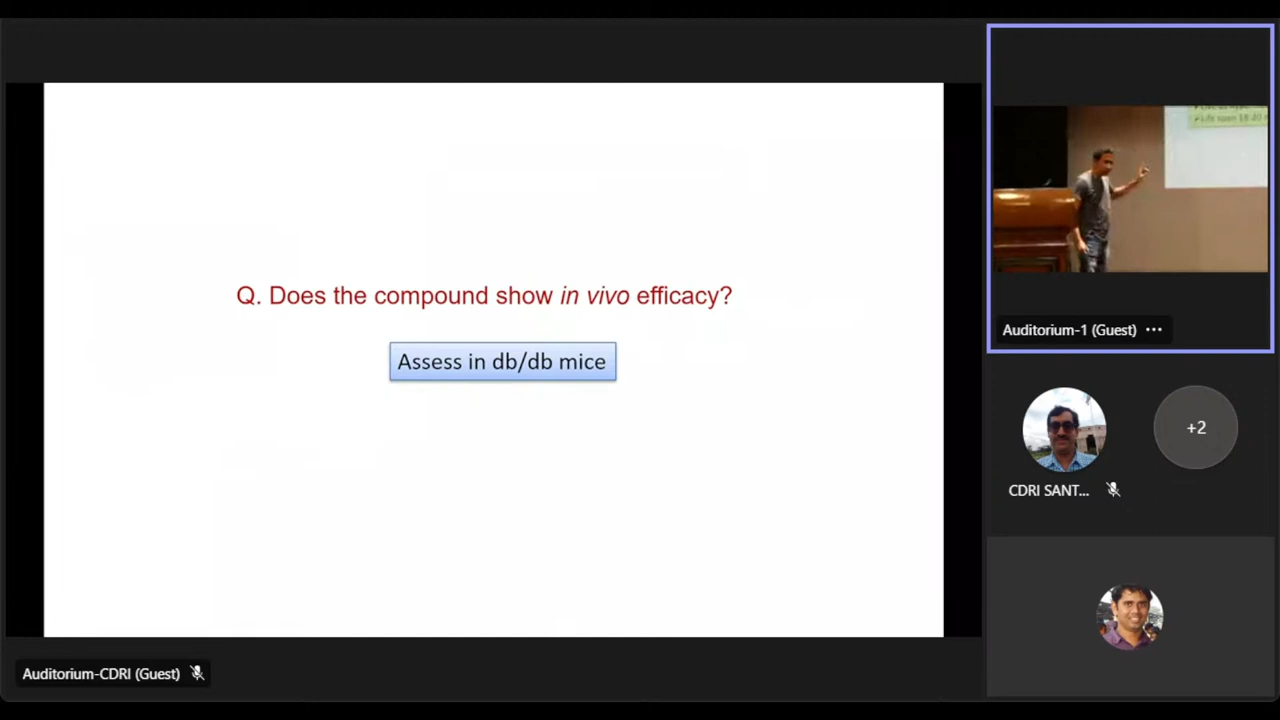 Q. Does the compound show in vivo efficacy?
Assess in db/db mice
Auditorium-1 (Guest)
CDRI SANT...
+2
Auditorium-CDRI (Guest)